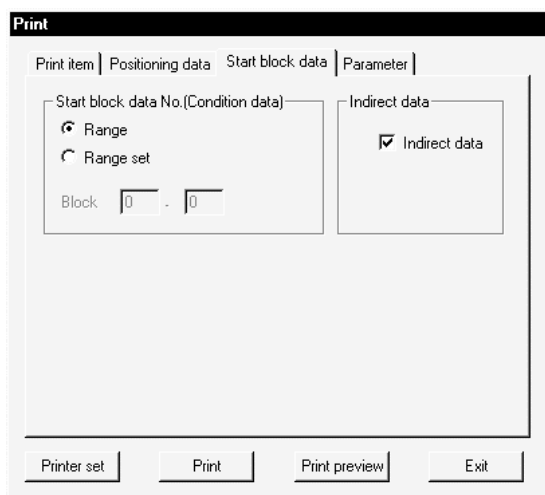 Print
Print item Positioning data Start block data Parameter
Start block data No.(Condition data)
Range
Range set
Block 0 - 0
Indirect data
Indirect data
Printer set Print Print preview Exit